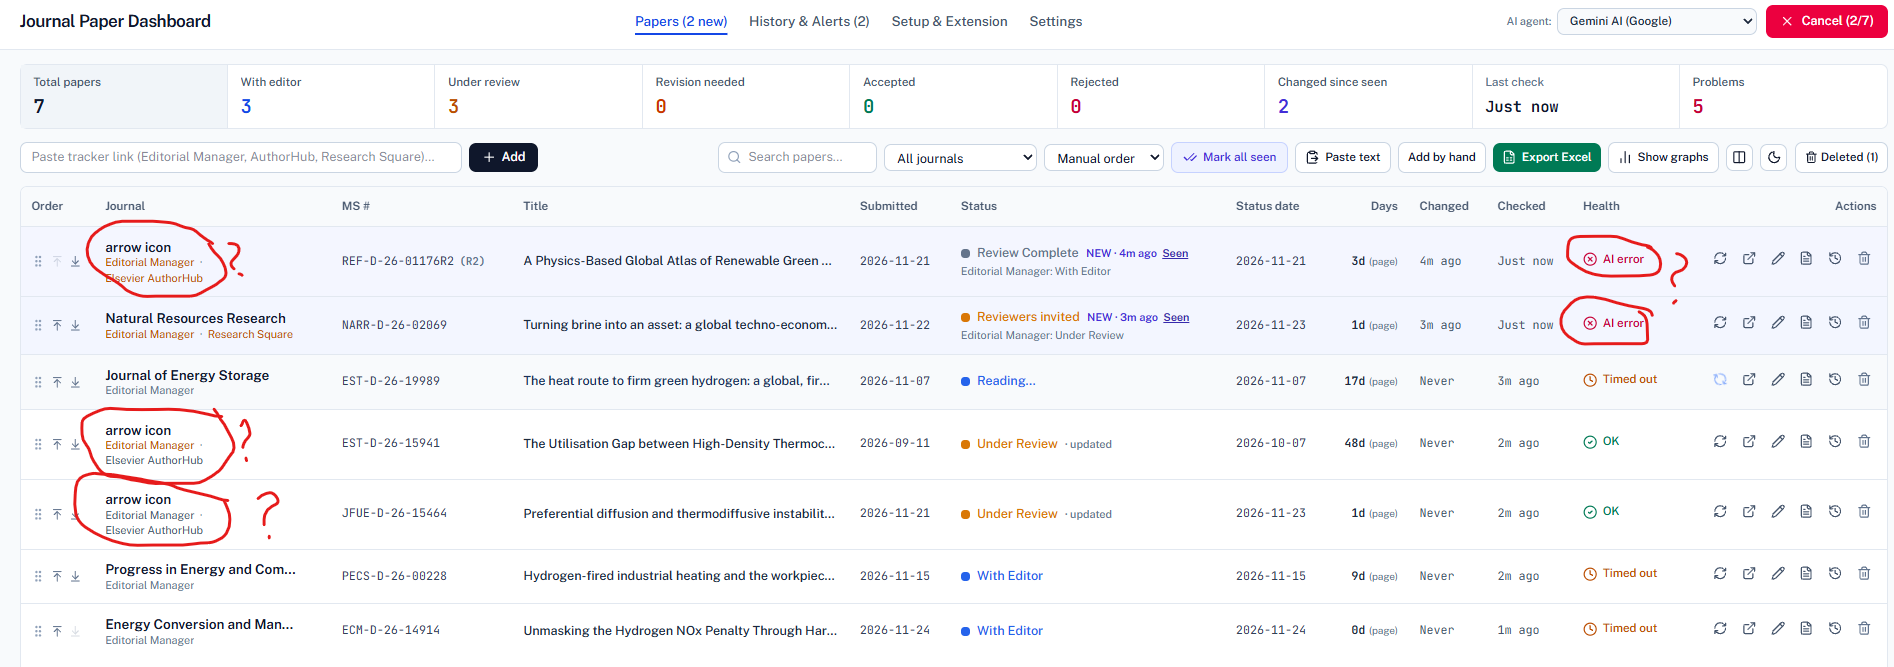 Journal Paper Dashboard
Papers (2 new) History & Alerts (2) Setup & Extension Settings
AI agent: Gemini AI (Google) Cancel (2/7)
Total papers With editor Under review Revision needed Accepted Rejected Changed since seen Last check Problems
7 3 3 0 0 0 2 Just now 5
Paste tracker link (Editorial Manager, AuthorHub, Research Square)... + Add Search papers... All journals Manual order Mark all seen Paste text Add by hand Export Excel Show graphs Deleted (1)
Order Journal MS # Title Submitted Status Status date Days Changed Checked Health Actions
arrow icon
Editorial Manager ·
Elsevier AuthorHub
?
REF-D-26-01176R2 (R2) A Physics-Based Global Atlas of Renewable Green ... 2026-11-21
Review Complete NEW · 4m ago Seen
Editorial Manager: With Editor
2026-11-21 3d (page) 4m ago Just now AI error
?
Natural Resources Research
Editorial Manager · Research Square
NARR-D-26-02069 Turning brine into an asset: a global techno-econom... 2026-11-22
Reviewers invited NEW · 3m ago Seen
Editorial Manager: Under Review
2026-11-23 1d (page) 3m ago Just now AI error
Journal of Energy Storage
Editorial Manager
EST-D-26-19989 The heat route to firm green hydrogen: a global, fir... 2026-11-07 Reading... 2026-11-07 17d (page) Never 3m ago Timed out
arrow icon
Editorial Manager ·
Elsevier AuthorHub
?
EST-D-26-15941 The Utilisation Gap between High-Density Thermoc... 2026-09-11 Under Review · updated 2026-10-07 48d (page) Never 2m ago OK
arrow icon
Editorial Manager ·
Elsevier AuthorHub
?
JFUE-D-26-15464 Preferential diffusion and thermodiffusive instabilit... 2026-11-21 Under Review · updated 2026-11-23 1d (page) Never 2m ago OK
Progress in Energy and Com...
Editorial Manager
PECS-D-26-00228 Hydrogen-fired industrial heating and the workpiec... 2026-11-15 With Editor 2026-11-15 9d (page) Never 2m ago Timed out
Energy Conversion and Man...
Editorial Manager
ECM-D-26-14914 Unmasking the Hydrogen NOx Penalty Through Har... 2026-11-24 With Editor 2026-11-24 0d (page) Never 1m ago Timed out